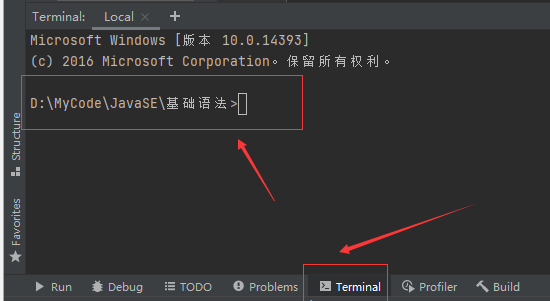 Terminal: Local × +
Microsoft Windows [版本 10.0.14393]
(c) 2016 Microsoft Corporation。保留所有权利。
D:\MyCode\JavaSE\基础语法>
Structure
Favorites
Run Debug TODO Problems Terminal Profiler Build